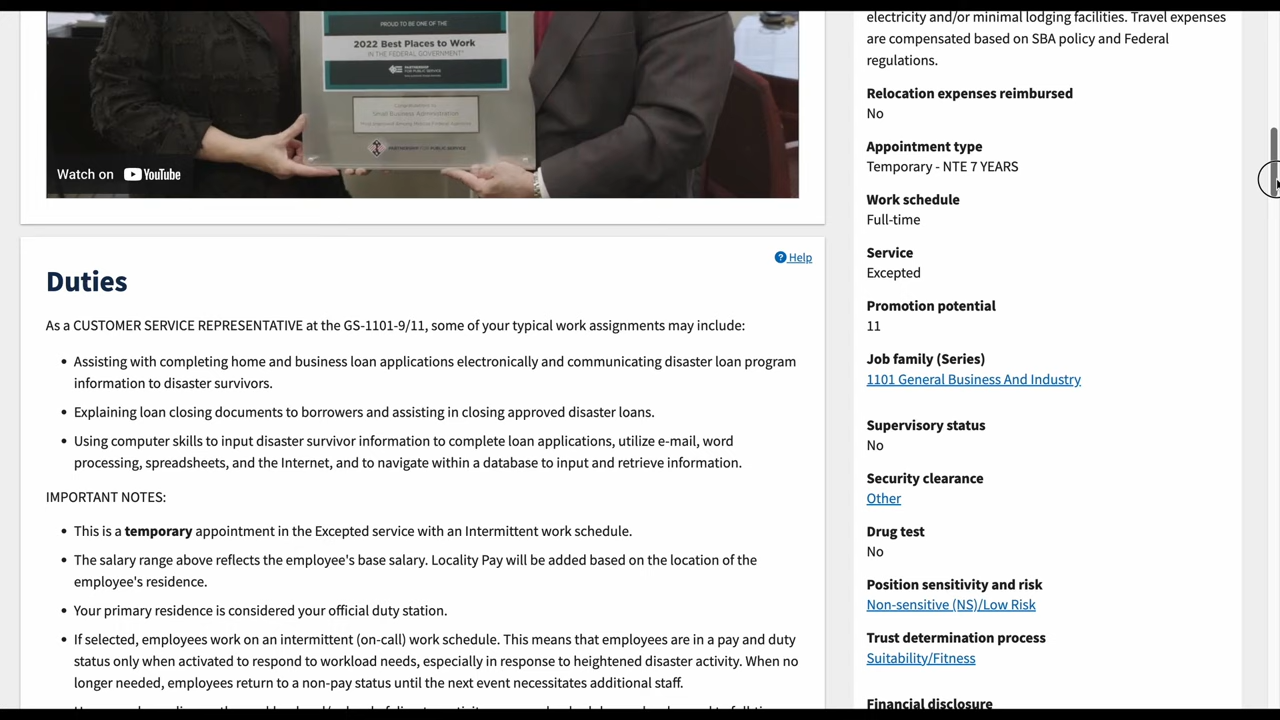 PROUD TO BE ONE OF THE
2022 Best Places to Work
IN THE FEDERAL GOVERNMENT
Small Business Administration
PARTNERSHIP FOR PUBLIC SERVICE
Watch on YouTube
Help
Duties
As a CUSTOMER SERVICE REPRESENTATIVE at the GS-1101-9/11, some of your typical work assignments may include:
• Assisting with completing home and business loan applications electronically and communicating disaster loan program
information to disaster survivors.
• Explaining loan closing documents to borrowers and assisting in closing approved disaster loans.
• Using computer skills to input disaster survivor information to complete loan applications, utilize e-mail, word
processing, spreadsheets, and the Internet, and to navigate within a database to input and retrieve information.
IMPORTANT NOTES:
• This is a temporary appointment in the Excepted service with an Intermittent work schedule.
• The salary range above reflects the employee's base salary. Locality Pay will be added based on the location of the
employee's residence.
• Your primary residence is considered your official duty station.
• If selected, employees work on an intermittent (on-call) work schedule. This means that employees are in a pay and duty
status only when activated to respond to workload needs, especially in response to heightened disaster activity. When no
longer needed, employees return to a non-pay status until the next event necessitates additional staff.
electricity and/or minimal lodging facilities. Travel expenses
are compensated based on SBA policy and Federal
regulations.
Relocation expenses reimbursed
No
Appointment type
Temporary - NTE 7 YEARS
Work schedule
Full-time
Service
Excepted
Promotion potential
11
Job family (Series)
1101 General Business And Industry
Supervisory status
No
Security clearance
Other
Drug test
No
Position sensitivity and risk
Non-sensitive (NS)/Low Risk
Trust determination process
Suitability/Fitness
Financial disclosure